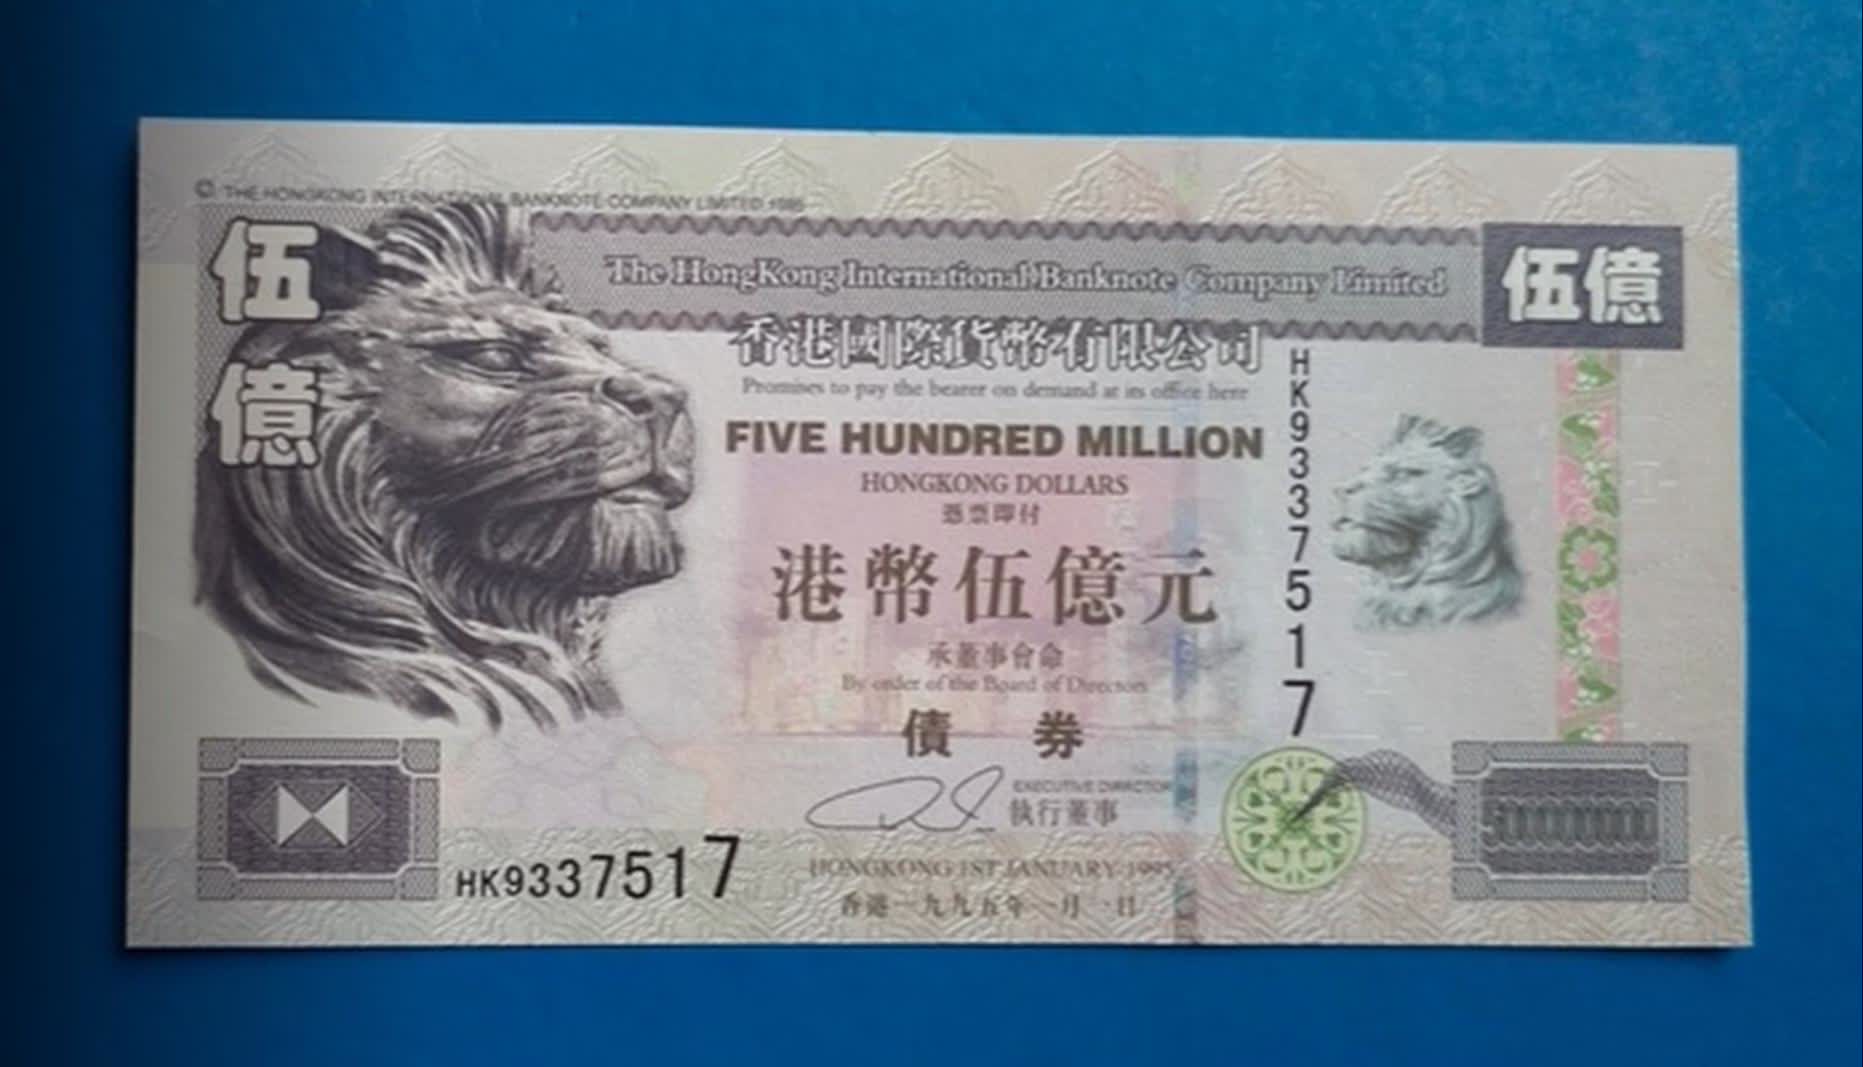 © THE HONGKONG INTERNATIONAL BANKNOTE COMPANY LIMITED 1995
伍億
The HongKong International Banknote Company Limited
伍億
香港國際貨幣有限公司
Promises to pay the bearer on demand at its office here
FIVE HUNDRED MILLION
HONGKONG DOLLARS
憑票即付
港幣伍億元
承董事會命
By order of the Board of Directors
債券
EXECUTIVE DIRECTOR
執行董事
HK9337517
HK9337517
HONGKONG 1ST JANUARY 1995
香港一九九五年一月一日